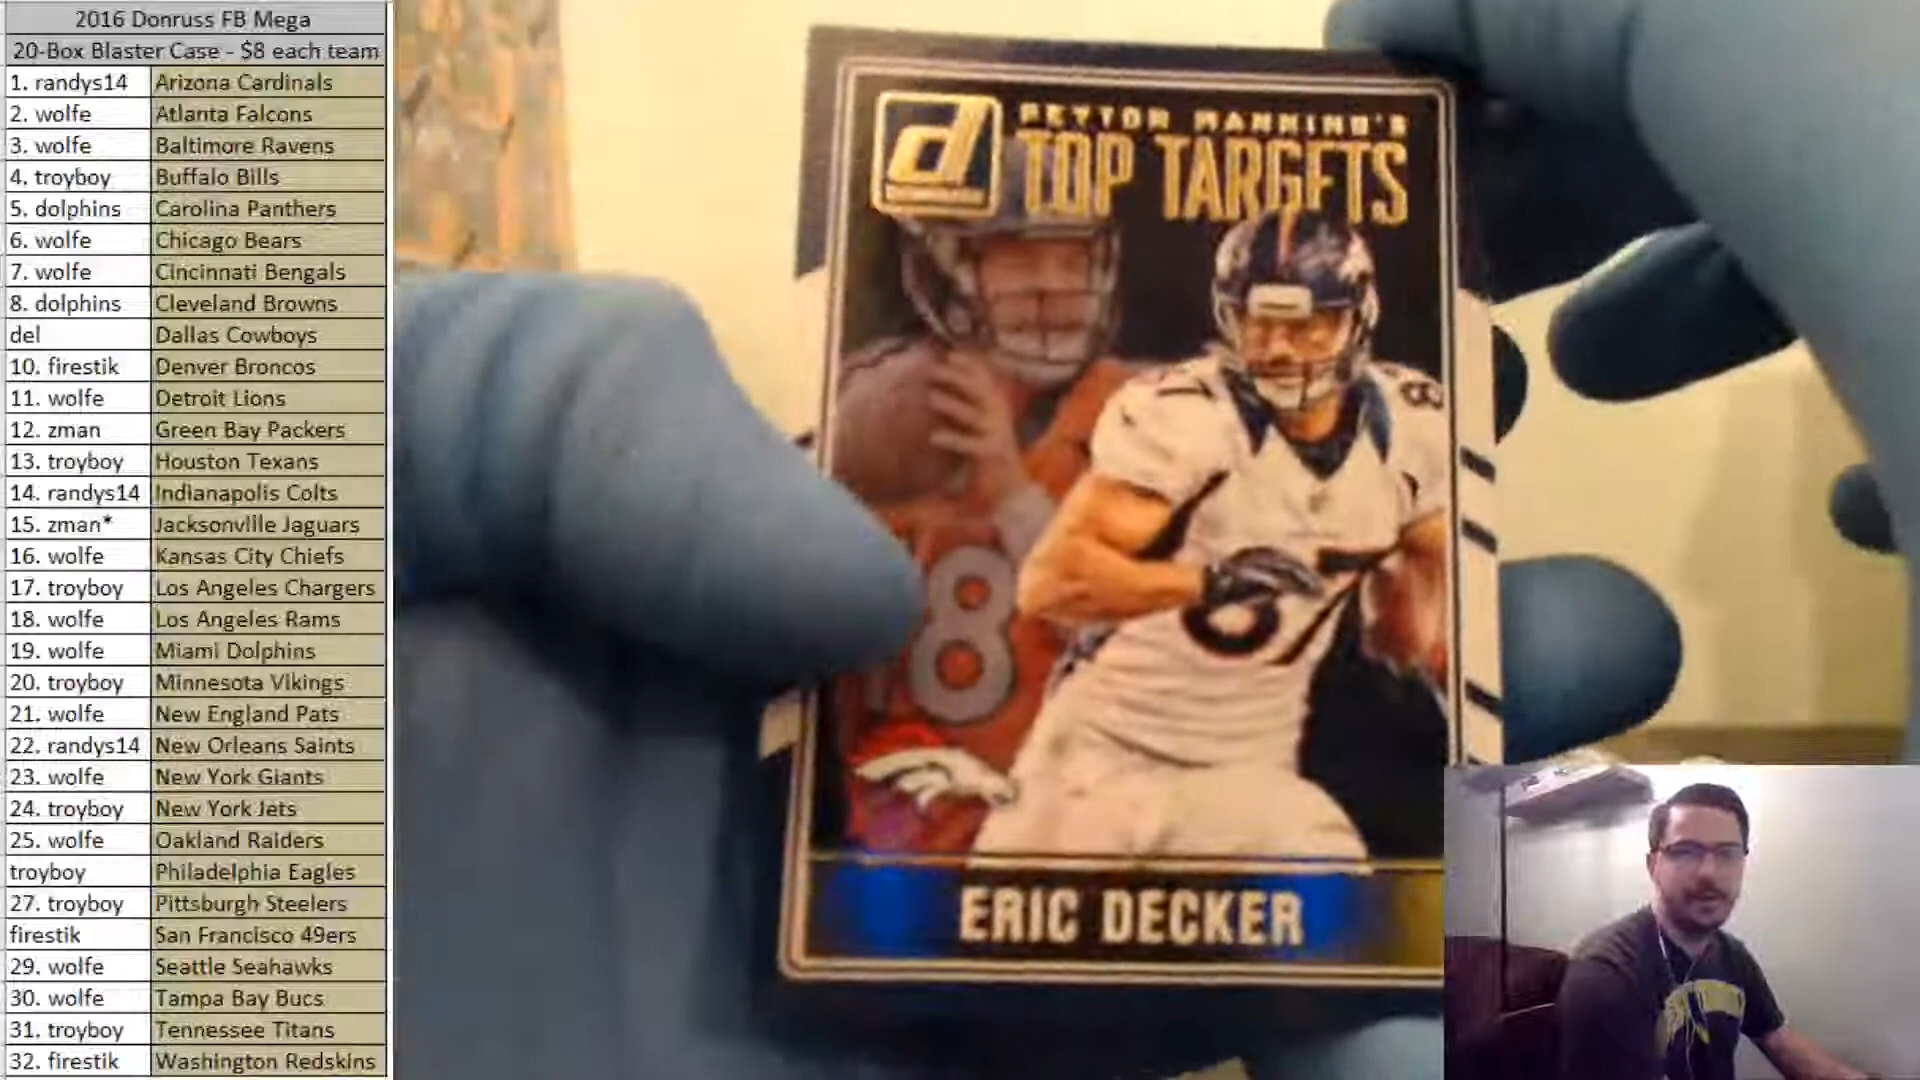 2016 Donruss FB Mega
20-Box Blaster Case - $8 each team
1. randys14 Arizona Cardinals
2. wolfe Atlanta Falcons
3. wolfe Baltimore Ravens
4. troyboy Buffalo Bills
5. dolphins Carolina Panthers
6. wolfe Chicago Bears
7. wolfe Cincinnati Bengals
8. dolphins Cleveland Browns
del Dallas Cowboys
10. firestik Denver Broncos
11. wolfe Detroit Lions
12. zman Green Bay Packers
13. troyboy Houston Texans
14. randys14 Indianapolis Colts
15. zman* Jacksonville Jaguars
16. wolfe Kansas City Chiefs
17. troyboy Los Angeles Chargers
18. wolfe Los Angeles Rams
19. wolfe Miami Dolphins
20. troyboy Minnesota Vikings
21. wolfe New England Pats
22. randys14 New Orleans Saints
23. wolfe New York Giants
24. troyboy New York Jets
25. wolfe Oakland Raiders
troyboy Philadelphia Eagles
27. troyboy Pittsburgh Steelers
firestik San Francisco 49ers
29. wolfe Seattle Seahawks
30. wolfe Tampa Bay Bucs
31. troyboy Tennessee Titans
32. firestik Washington Redskins
d
PEYTON MANNING'S
TOP TARGETS
8
18
ERIC DECKER